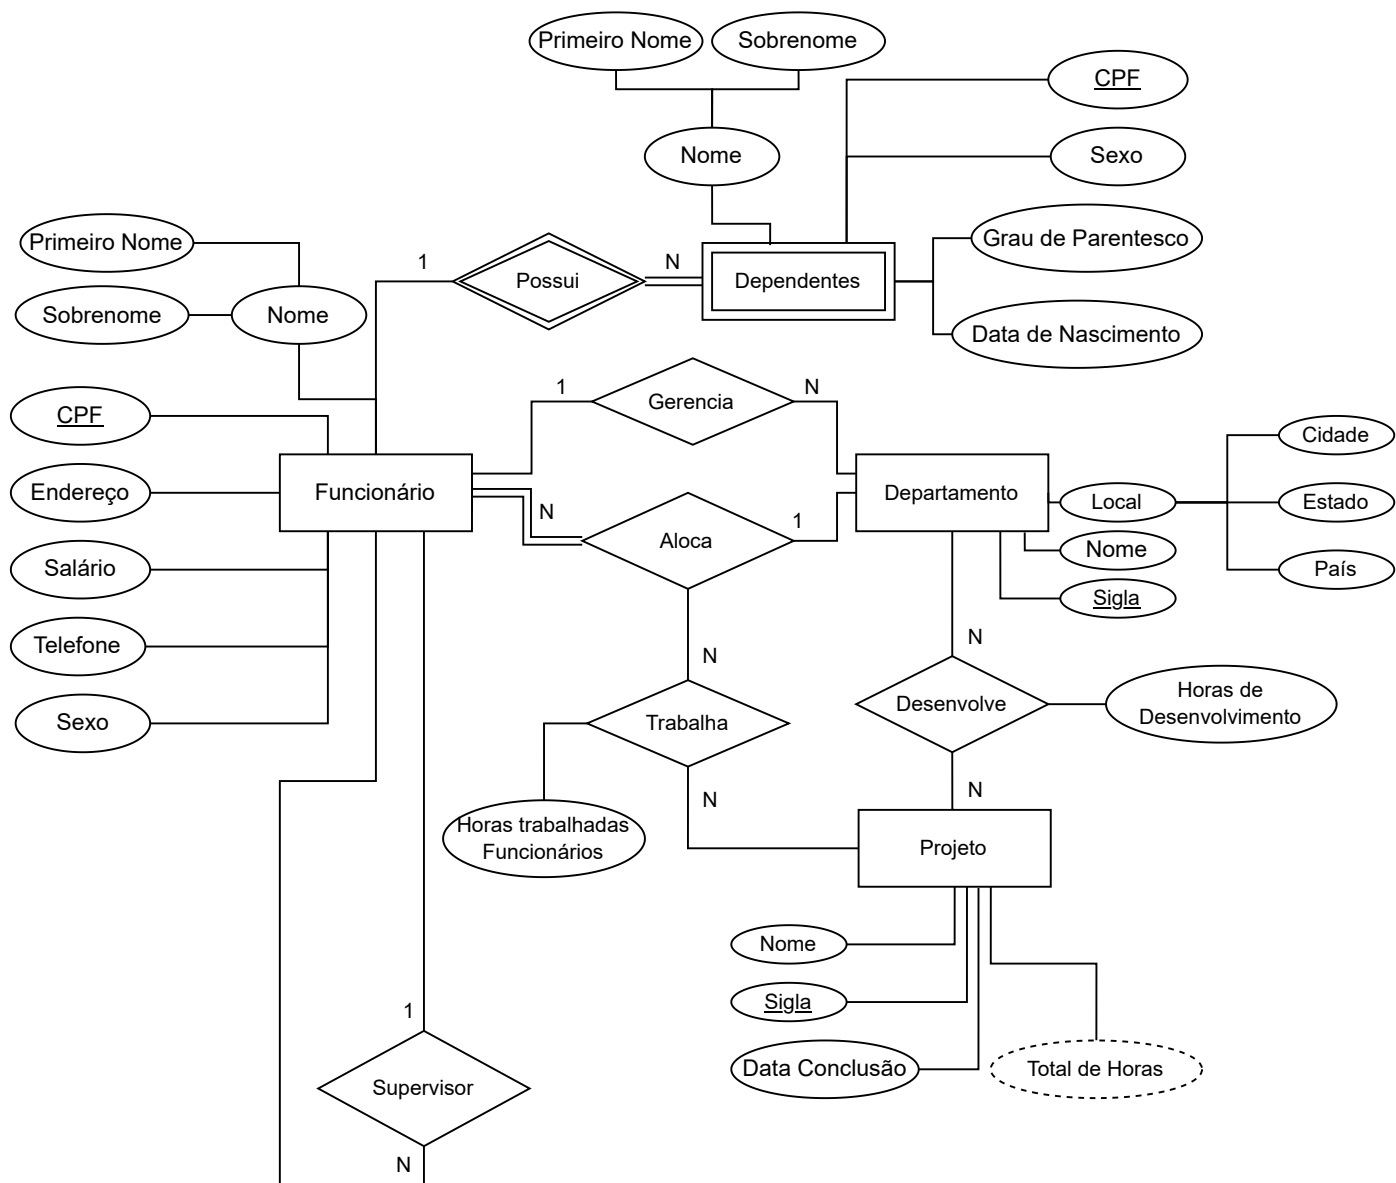 Primeiro Nome
Sobrenome
CPF
Nome
Sexo
Primeiro Nome
Grau de Parentesco
1
Possui
N
Dependentes
Sobrenome
Nome
Data de Nascimento
1
Gerencia
N
CPF
Cidade
Endereço
Funcionário
N
Aloca
1
Departamento
Local
Estado
Nome
Salário
País
Sigla
Telefone
N
N
Sexo
Trabalha
Desenvolve
Horas de
Desenvolvimento
N
N
Horas trabalhadas
Funcionários
Projeto
Nome
Sigla
1
Data Conclusão
Total de Horas
Supervisor
N